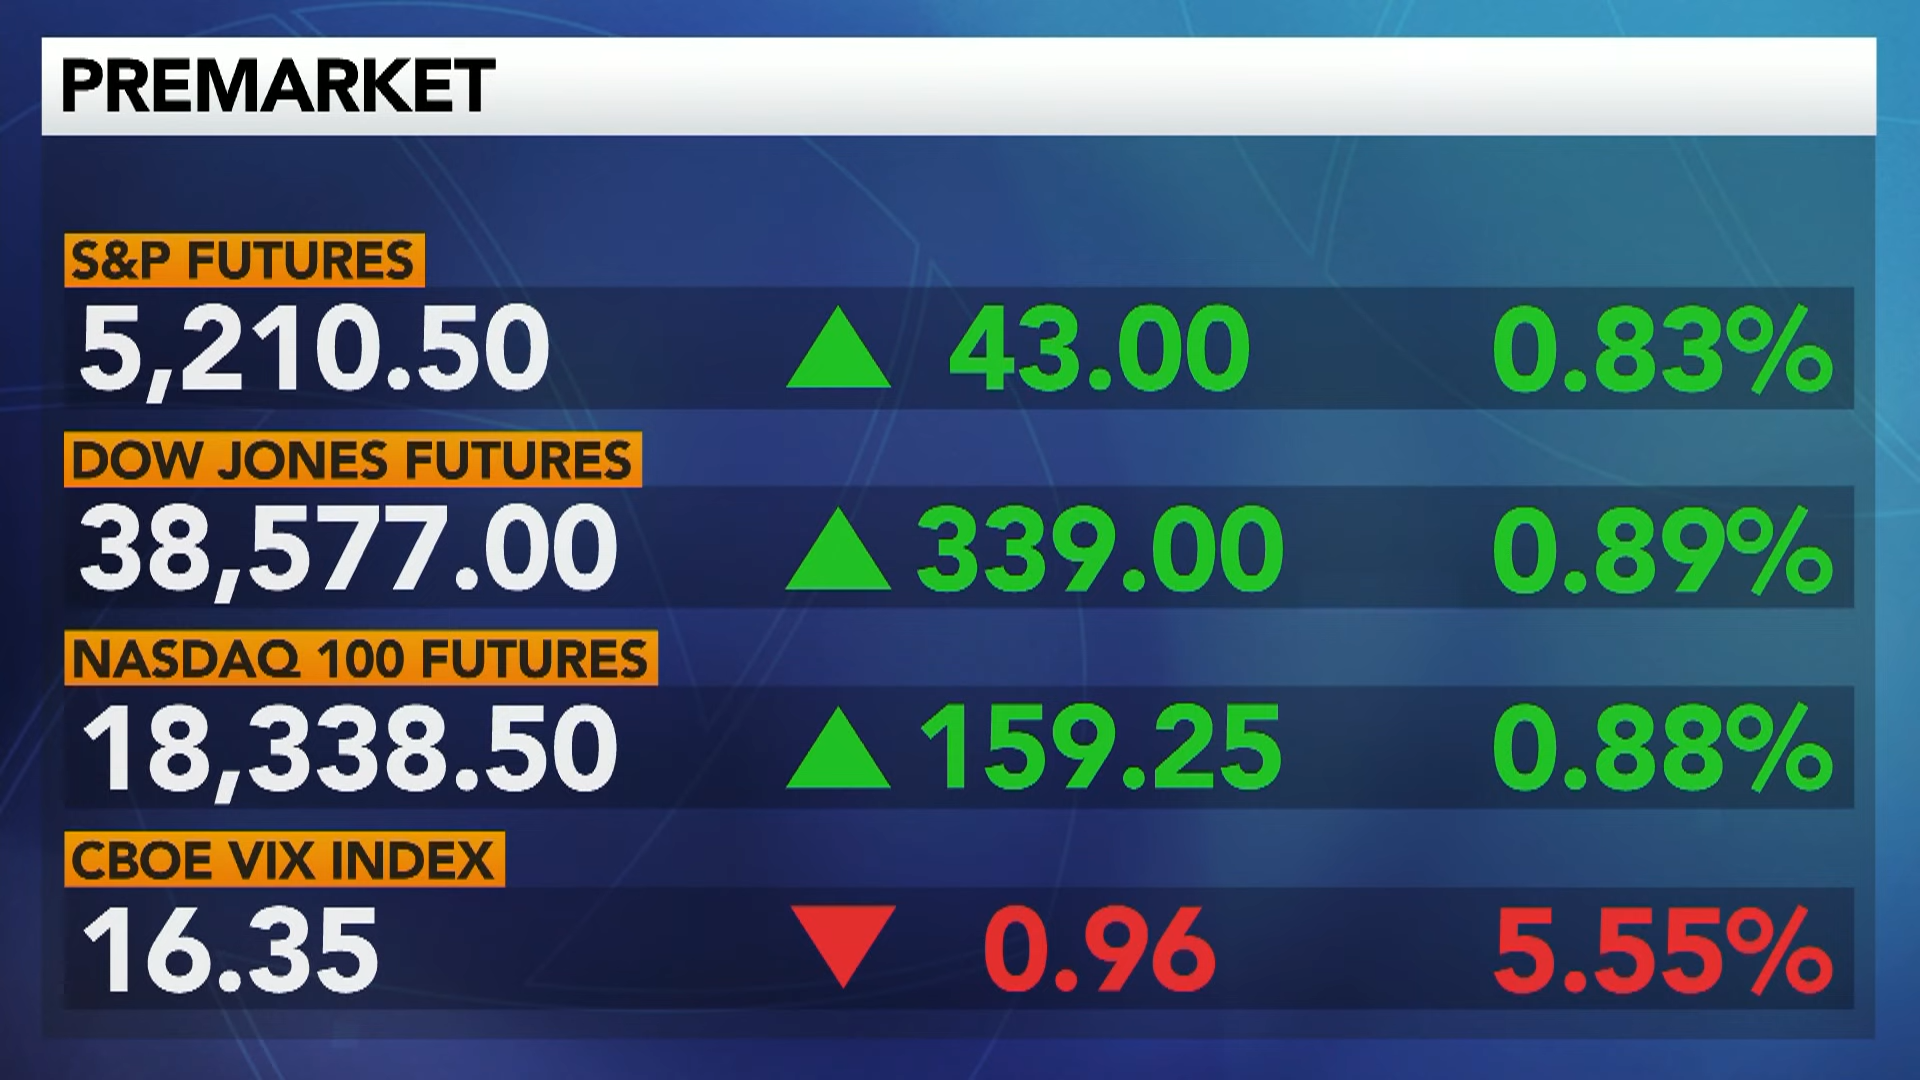 PREMARKET
S&P FUTURES
5,210.50 ▲ 43.00 0.83%
DOW JONES FUTURES
38,577.00 ▲ 339.00 0.89%
NASDAQ 100 FUTURES
18,338.50 ▲ 159.25 0.88%
CBOE VIX INDEX
16.35 ▼ 0.96 5.55%